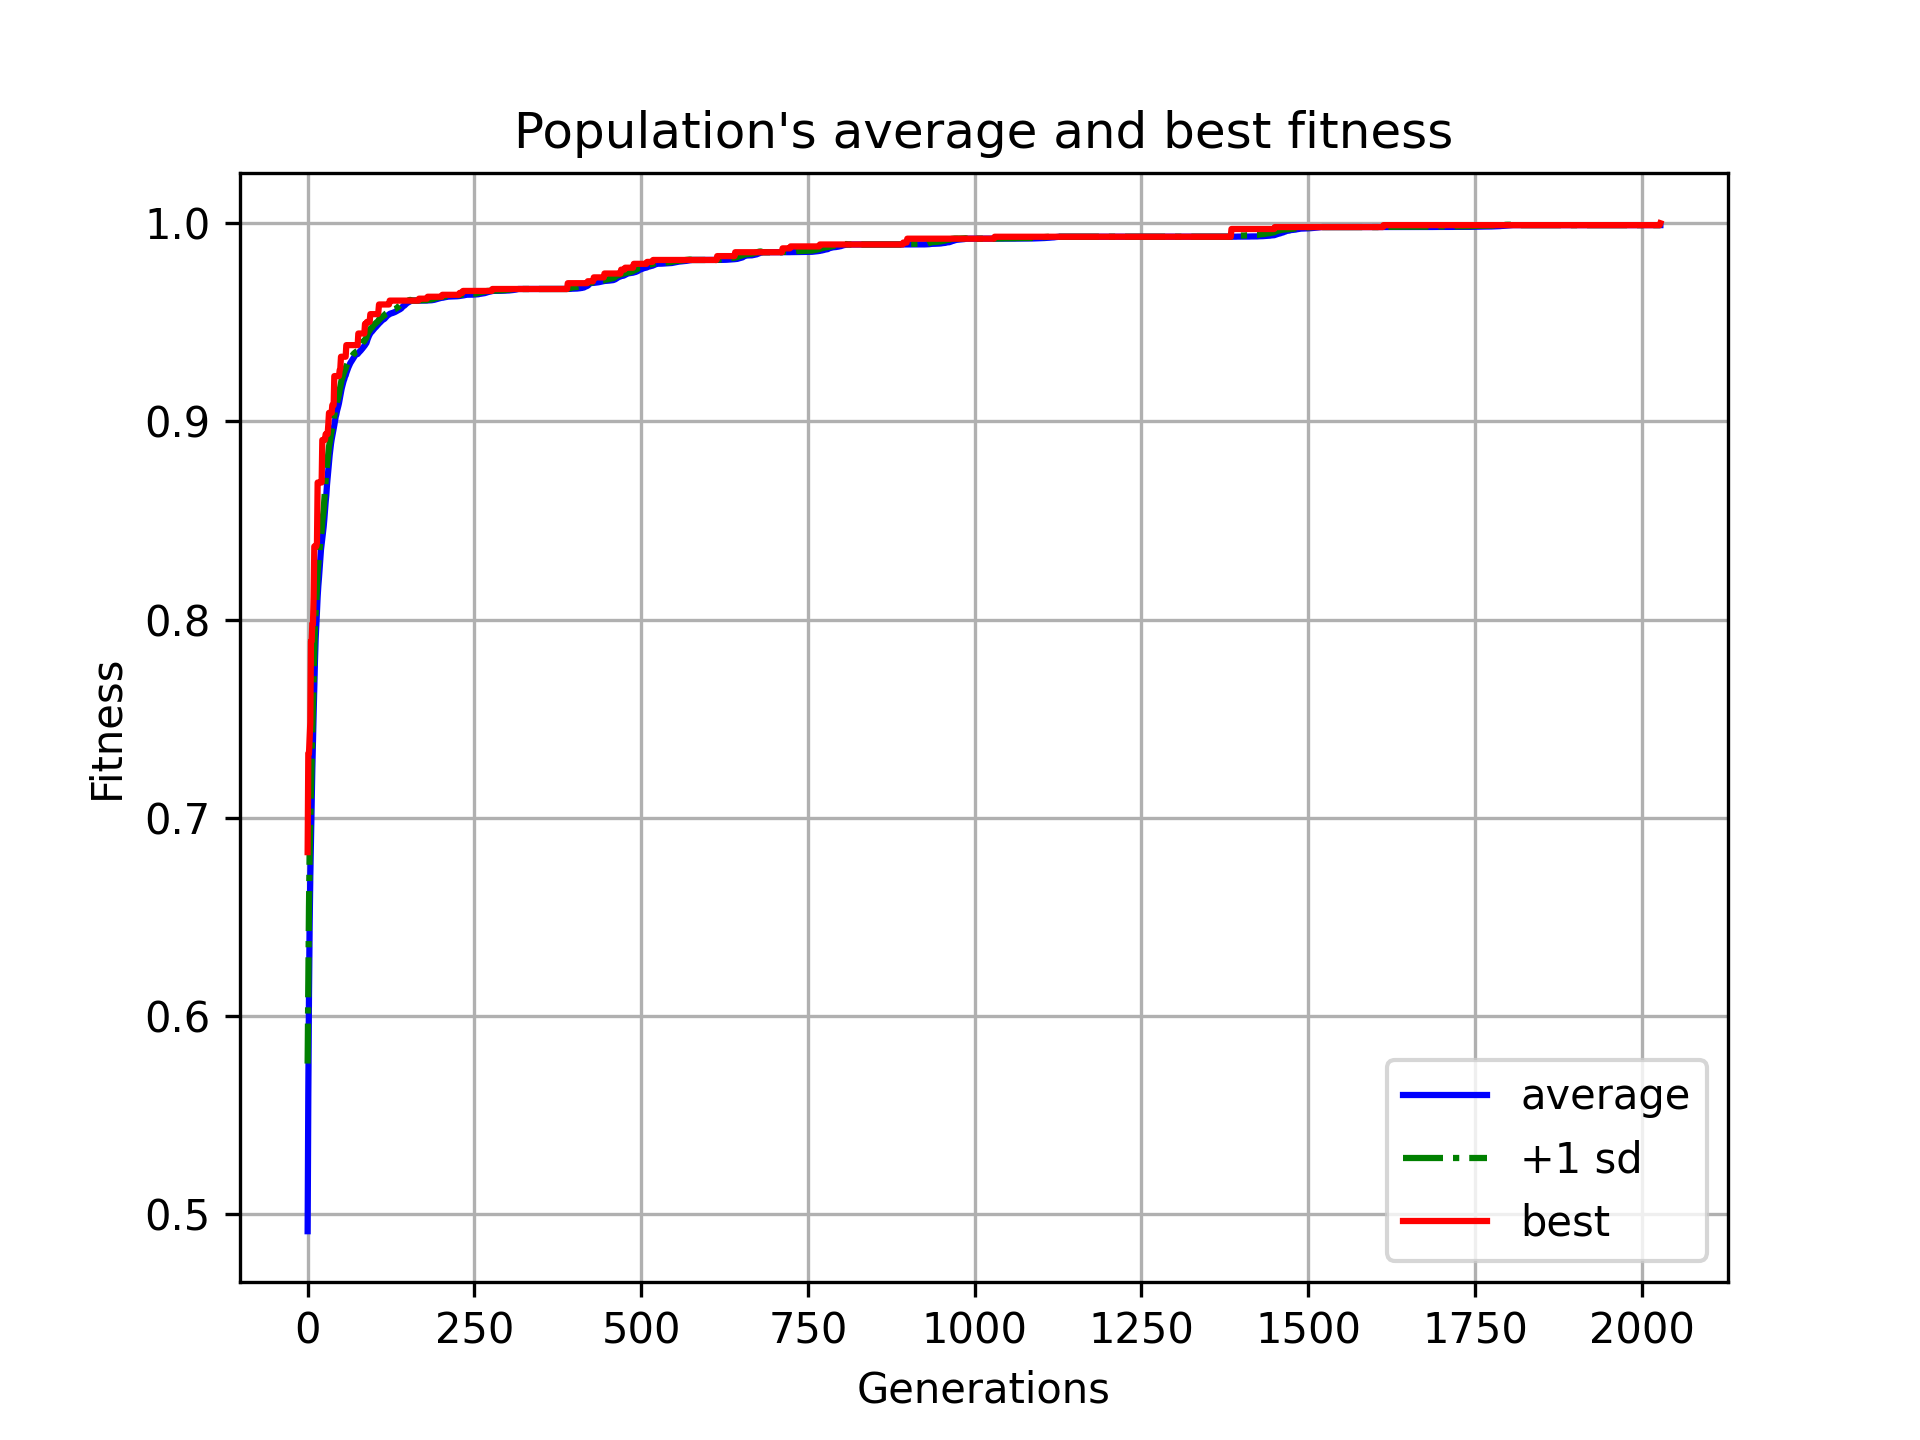 Population's average and best fitness
1.0
0.9
0.8
0.7
0.6
0.5
Fitness
0 250 500 750 1000 1250 1500 1750 2000
Generations
average
+1 sd
best